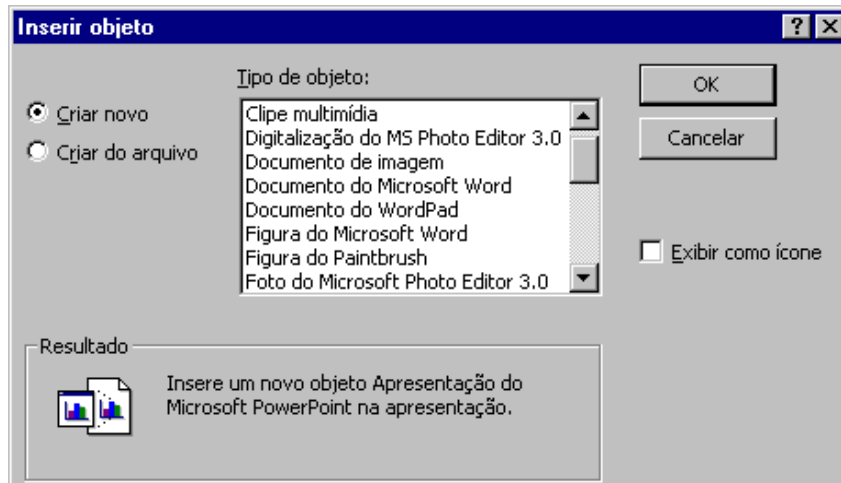 Inserir objeto
Tipo de objeto:
Criar novo
Criar do arquivo
Clipe multimídia
Digitalização do MS Photo Editor 3.0
Documento de imagem
Documento do Microsoft Word
Documento do WordPad
Figura do Microsoft Word
Figura do Paintbrush
Foto do Microsoft Photo Editor 3.0
OK
Cancelar
Exibir como ícone
Resultado
Insere um novo objeto Apresentação do
Microsoft PowerPoint na apresentação.